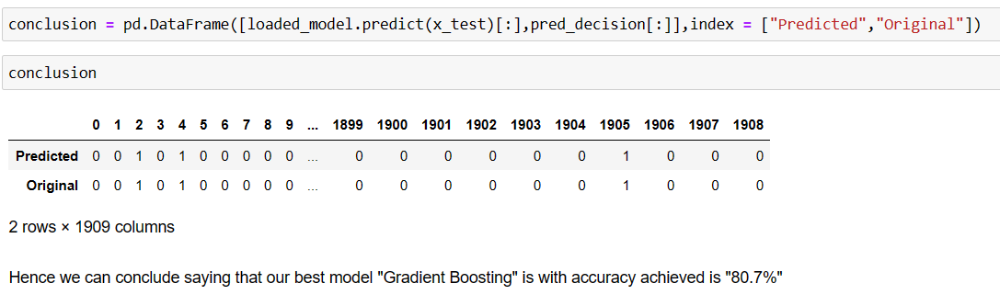 conclusion = pd.DataFrame([loaded_model.predict(x_test)[:],pred_decision[:]],index = ["Predicted","Original"])
conclusion
0 1 2 3 4 5 6 7 8 9 ... 1899 1900 1901 1902 1903 1904 1905 1906 1907 1908
Predicted 0 0 1 0 1 0 0 0 0 0 ... 0 0 0 0 0 0 1 0 0 0
Original 0 0 1 0 1 0 0 0 0 0 ... 0 0 0 0 0 0 1 0 0 0
2 rows × 1909 columns
Hence we can conclude saying that our best model "Gradient Boosting" is with accuracy achieved is "80.7%"